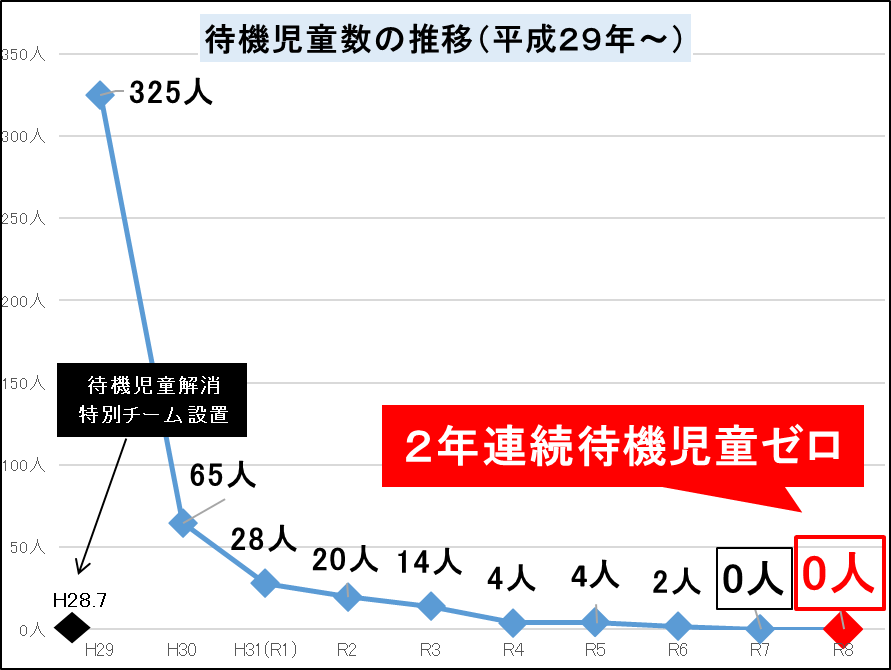 待機児童数の推移(平成29年～)
350人
325人
300人
250人
200人
150人
待機児童解消
特別チーム設置
2年連続待機児童ゼロ
100人
65人
50人
28人
20人
14人
4人
4人
2人
0人
0人
H28.7
0人
H29
H30
H31(R1)
R2
R3
R4
R5
R6
R7
R8